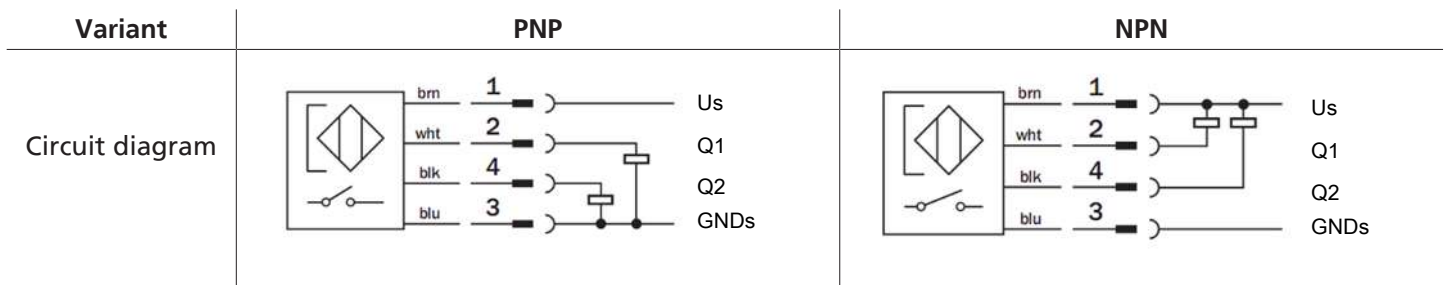 Variant PNP NPN
brn 1 Us
wht 2 Q1
Circuit diagram
blk 4 Q2
blu 3 GNDs
brn 1 Us
wht 2 Q1
blk 4 Q2
blu 3 GNDs